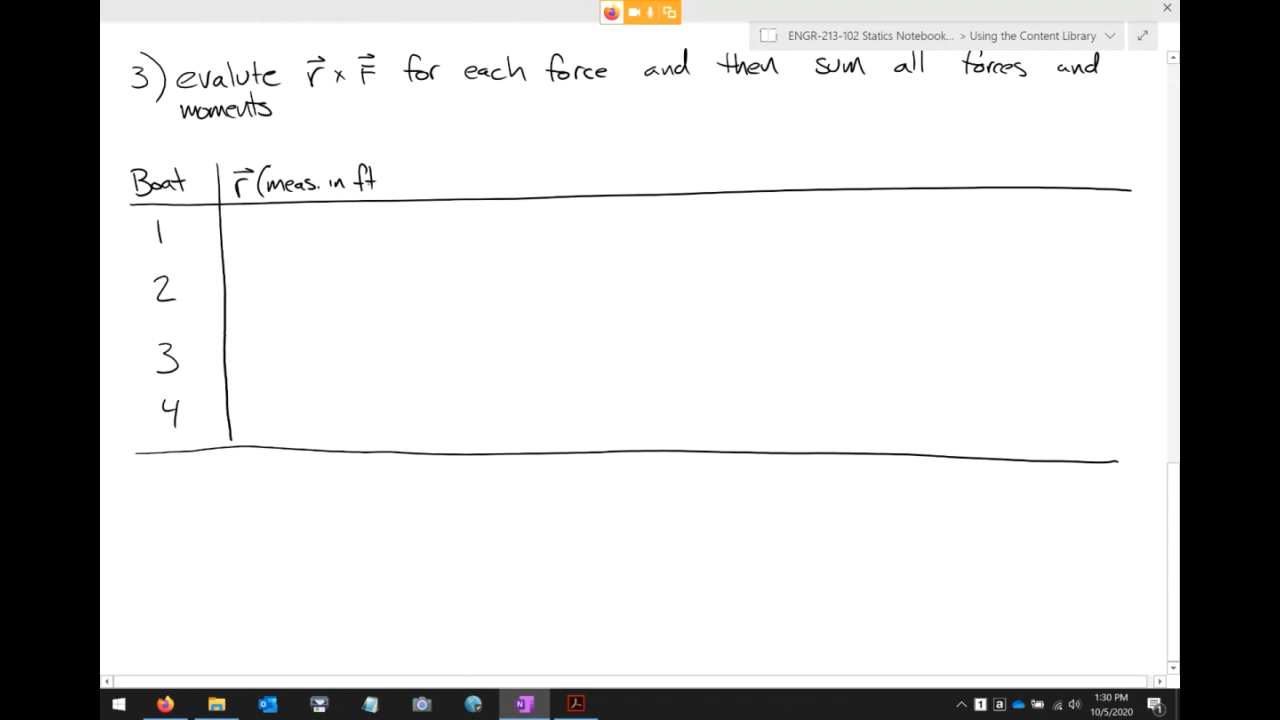 ENGR-213-102 Statics Notebook... > Using the Content Library
3) evalute r⃗ x F⃗ for each force and then sum all forces and
moments
Boat r⃗ (meas. in ft
1
2
3
4
1:30 PM
10/5/2020